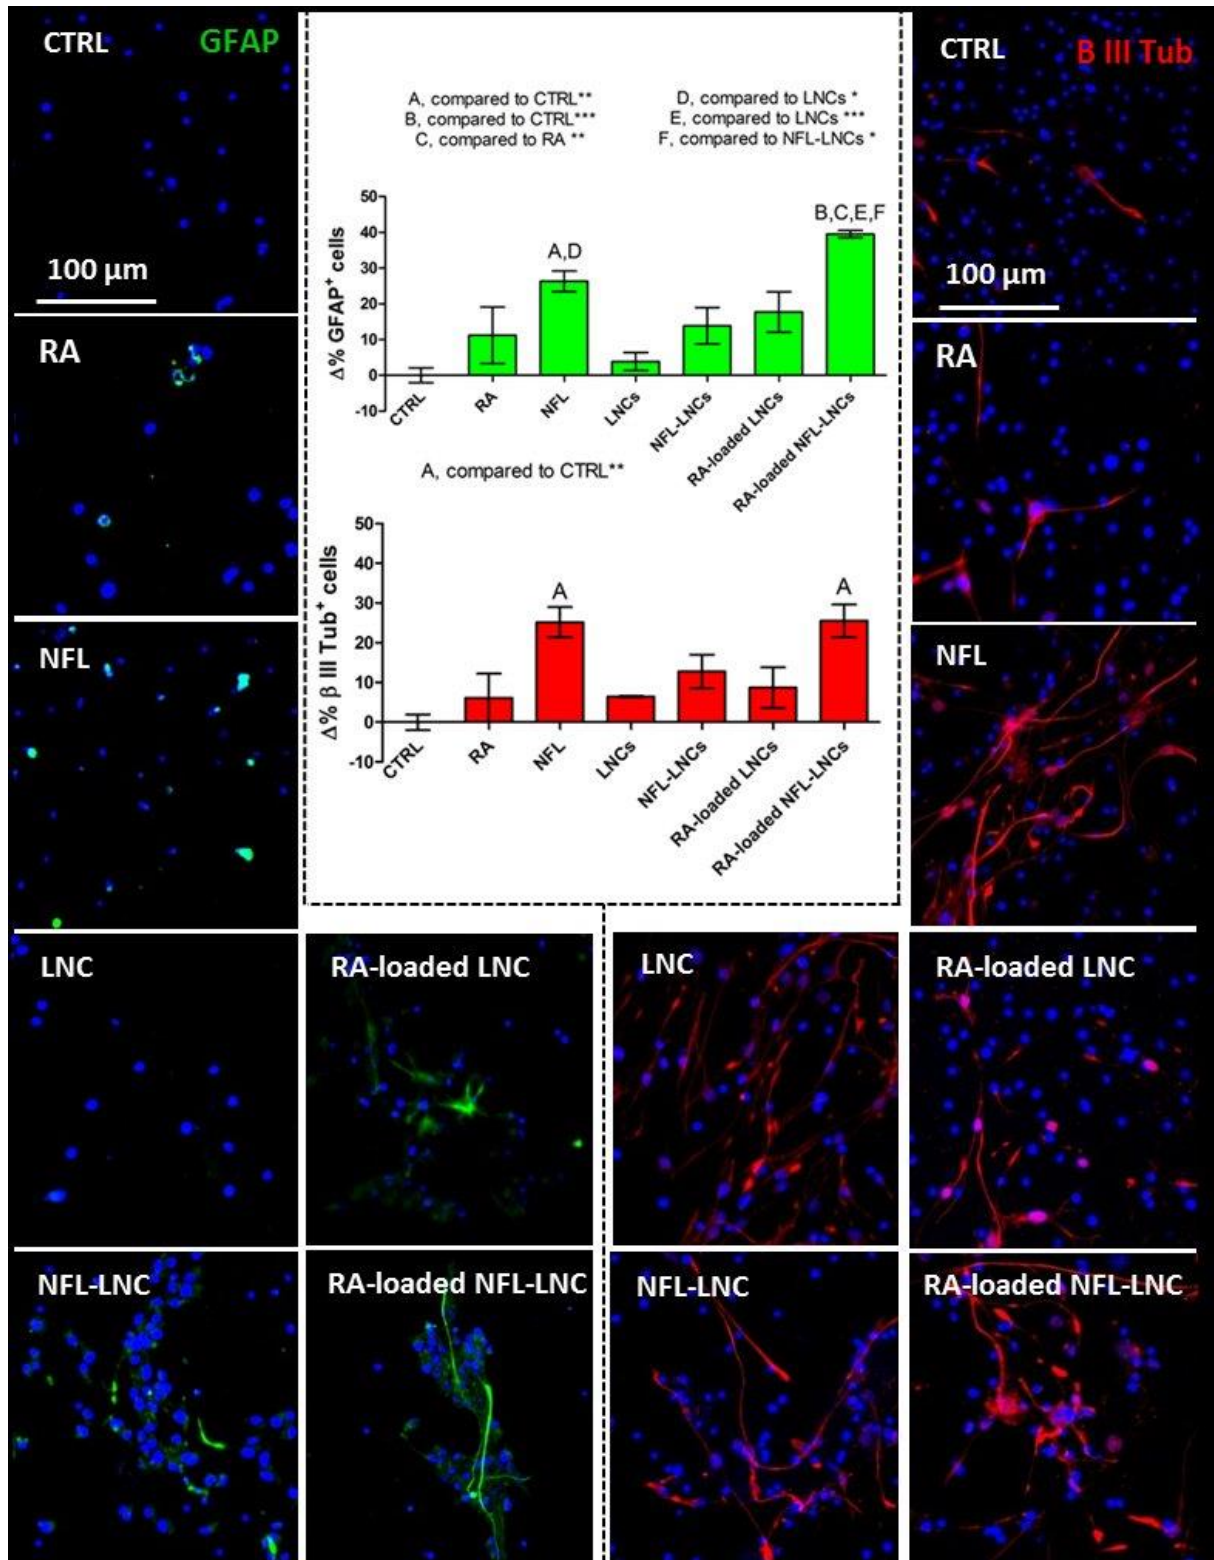 CTRL GFAP
100 µm
RA
NFL
LNC
NFL-LNC
RA-loaded LNC
RA-loaded NFL-LNC
A, compared to CTRL**
B, compared to CTRL***
C, compared to RA **
D, compared to LNCs *
E, compared to LNCs ***
F, compared to NFL-LNCs *
Δ% GFAP⁺ cells
50
40
30
20
10
0
-10
A,D
B,C,E,F
CTRL
RA
NFL
LNCs
NFL-LNCs
RA-loaded LNCs
RA-loaded NFL-LNCs
A, compared to CTRL**
Δ% β III Tub⁺ cells
50
40
30
20
10
0
-10
A
A
CTRL
RA
NFL
LNCs
NFL-LNCs
RA-loaded LNCs
RA-loaded NFL-LNCs
CTRL B III Tub
100 µm
RA
NFL
LNC
RA-loaded LNC
NFL-LNC
RA-loaded NFL-LNC